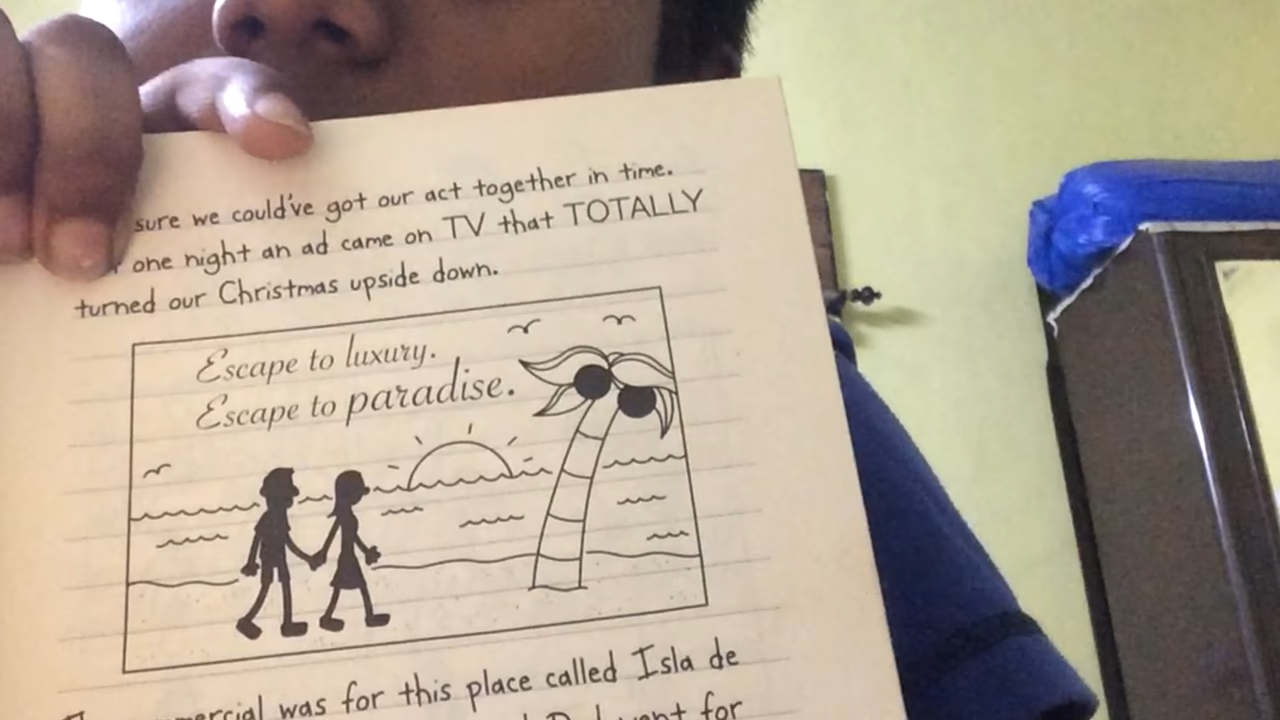 sure we could've got our act together in time.
one night an ad came on TV that TOTALLY
turned our Christmas upside down.
Escape to luxury.
Escape to paradise.
was for this place called Isla de
for